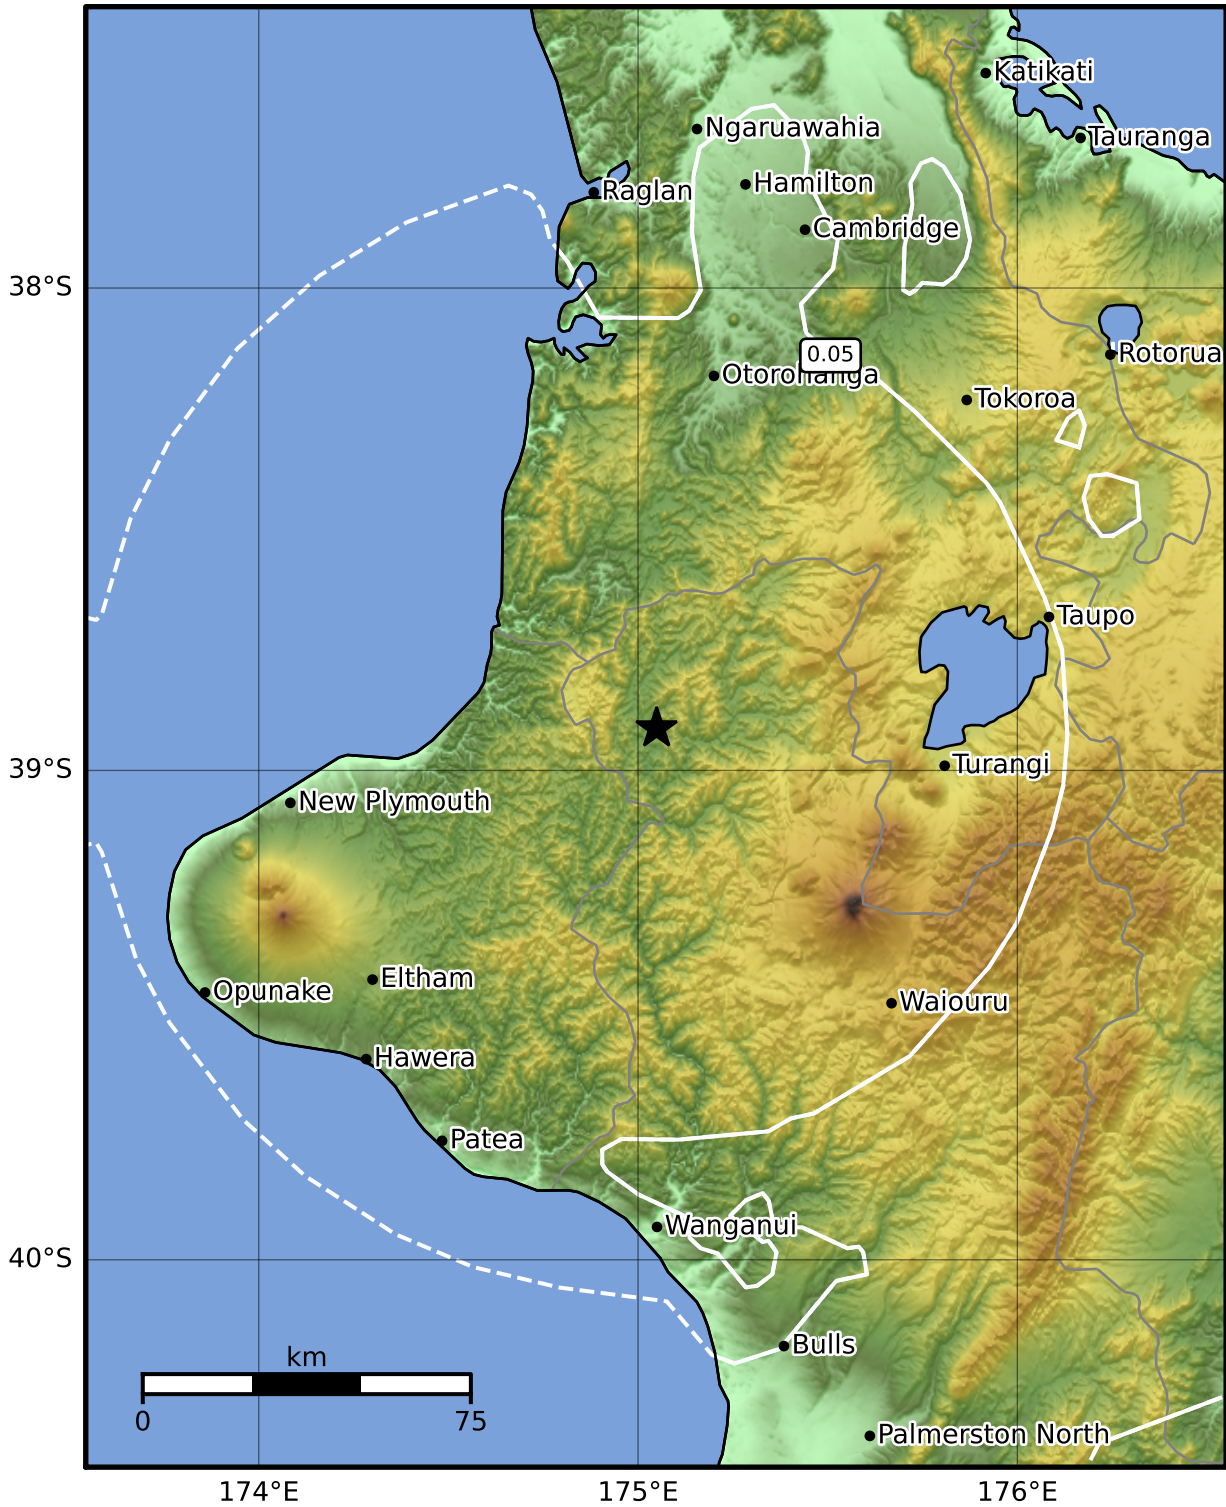 Katikati
Ngaruawahia
Tauranga
Hamilton
Raglan
Cambridge
38°S
0.05
Rotorua
Otorohanga
Tokoroa
Taupo
Turangi
39°S
New Plymouth
Eltham
Opunake
Waiouru
Hawera
Patea
Wanganui
40°S
Bulls
km
0
75
Palmerston North
174°E
175°E
176°E